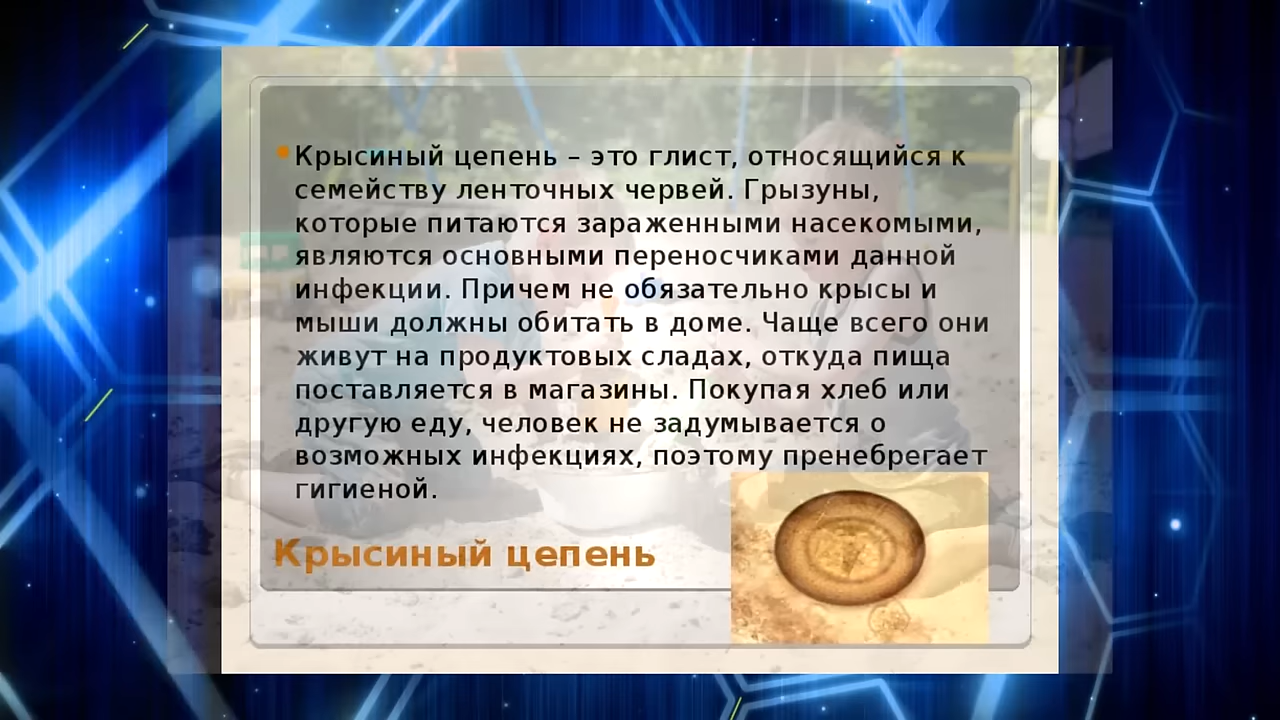 Крысиный цепень – это глист, относящийся к
семейству ленточных червей. Грызуны,
которые питаются зараженными насекомыми,
являются основными переносчиками данной
инфекции. Причем не обязательно крысы и
мыши должны обитать в доме. Чаще всего они
живут на продуктовых сладах, откуда пища
поставляется в магазины. Покупая хлеб или
другую еду, человек не задумывается о
возможных инфекциях, поэтому пренебрегает
гигиеной.
Крысиный цепень